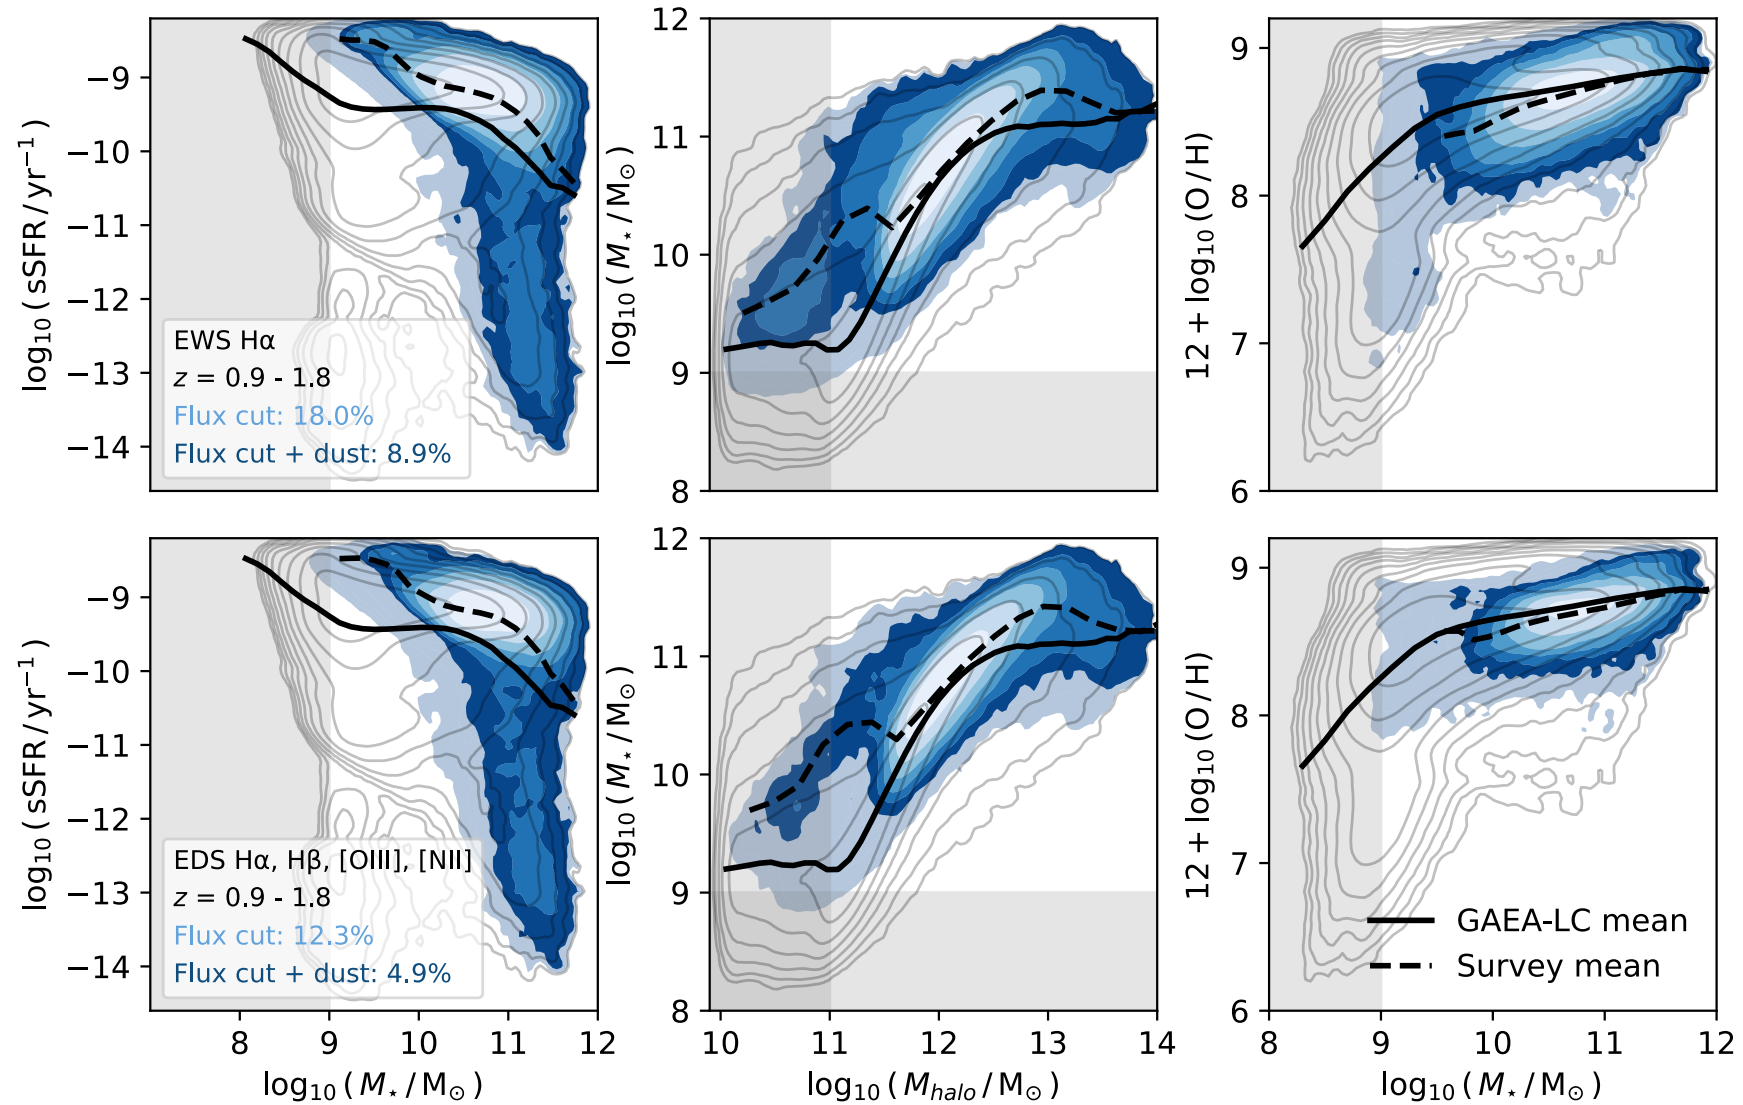 log₁₀ ( sSFR / yr⁻¹ )
−9
−10
−11
−12
−13
−14
EWS Hα
z = 0.9 - 1.8
Flux cut: 18.0%
Flux cut + dust: 8.9%
log₁₀ ( M⋆ / M⊙ )
12
11
10
9
8
12 + log₁₀ ( O / H )
9
8
7
6
log₁₀ ( sSFR / yr⁻¹ )
−9
−10
−11
−12
−13
−14
EDS Hα, Hβ, [OIII], [NII]
z = 0.9 - 1.8
Flux cut: 12.3%
Flux cut + dust: 4.9%
8 9 10 11 12
log₁₀ ( M⋆ / M⊙ )
log₁₀ ( M⋆ / M⊙ )
12
11
10
9
8
10 11 12 13 14
log₁₀ ( Mhalo / M⊙ )
12 + log₁₀ ( O / H )
9
8
7
6
GAEA-LC mean
Survey mean
8 9 10 11 12
log₁₀ ( M⋆ / M⊙ )